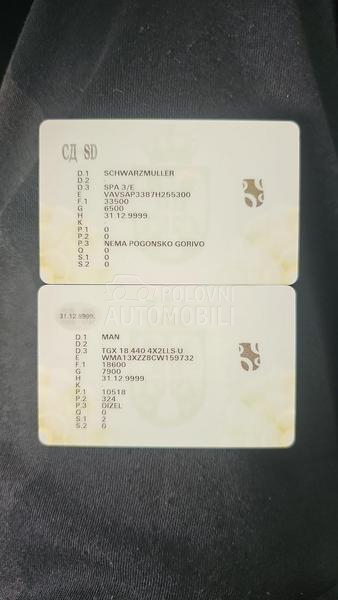 СД SD
D.1 SCHWARZMULLER
D.2 -
D.3 SPA 3/E
E VAVSAP3387H255300
F.1 33500
G 6500
H 31.12.9999.
K -
P.1 0
P.2 0
P.3 NEMA POGONSKO GORIVO
Q 0
S.1 0
S.2 0
POLOVNI
AUTOMOBILI
31.12.9999.
D.1 MAN
D.2
D.3 TGX 18 440 4X2LLS-U
E WMA13XZZ8CW159732
F.1 18600
G 7900
H 31.12.9999.
K -
P.1 10518
P.2 324
P.3 DIZEL
Q 0
S.1 2
S.2 0